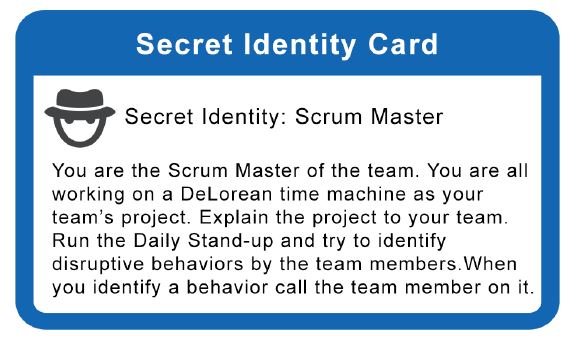 Secret Identity Card
Secret Identity: Scrum Master
You are the Scrum Master of the team. You are all
working on a DeLorean time machine as your
team’s project. Explain the project to your team.
Run the Daily Stand-up and try to identify
disruptive behaviors by the team members.When
you identify a behavior call the team member on it.